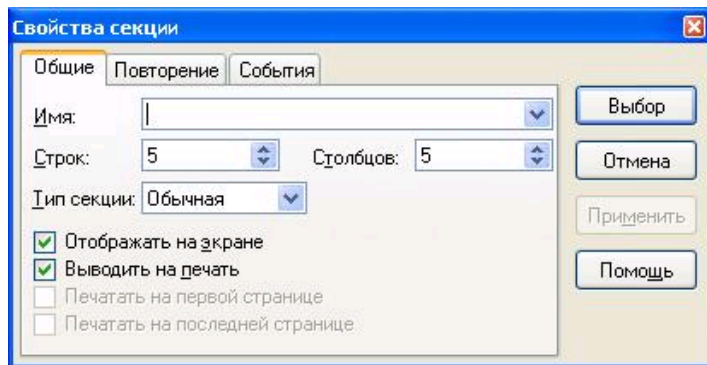 Свойства секции
Общие Повторение События
Имя:
Строк: 5 Столбцов: 5
Тип секции: Обычная
Отображать на экране
Выводить на печать
Печатать на первой странице
Печатать на последней странице
Выбор
Отмена
Применить
Помощь